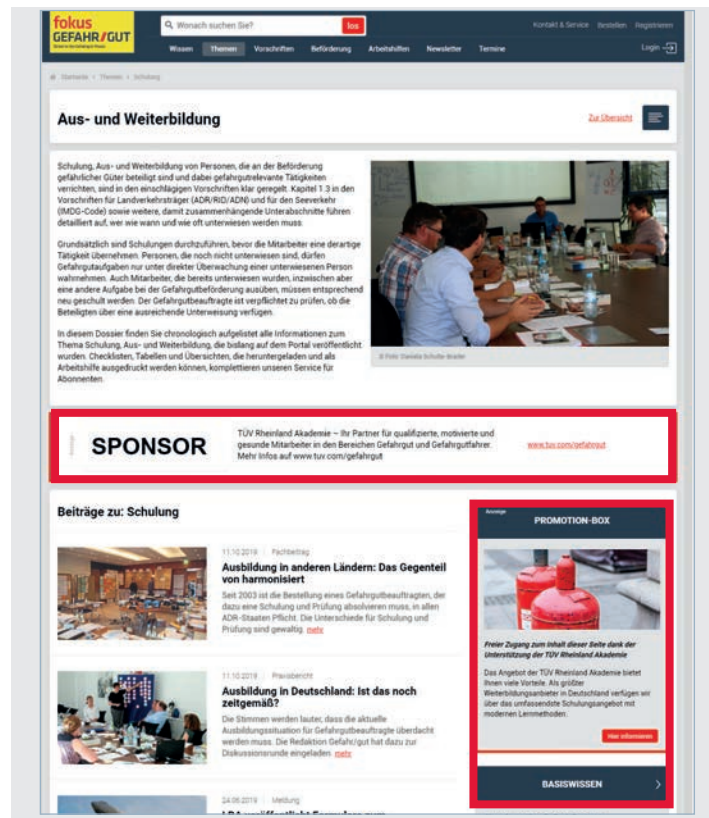 fokus
GEFAHR/GUT
Wonach suchen Sie?
los
Kontakt & Service Bestellen Registrieren
Wissen Themen Vorschriften Beförderung Arbeitshilfen Newsletter Termine
Login
Startseite Themen Schulung
Aus- und Weiterbildung
Zur Übersicht
Schulung, Aus- und Weiterbildung von Personen, die an der Beförderung
gefährlicher Güter beteiligt sind und dabei gefahrgutrelevante Tätigkeiten
verrichten, sind in den einschlägigen Vorschriften klar geregelt. Kapitel 1.3 in den
Vorschriften für Landverkehrsträger (ADR/RID/ADN) und für den Seeverkehr
(IMDG-Code) sowie weitere, damit zusammenhängende Unterabschnitte führen
detailliert auf, wer wie wann und wie oft unterwiesen werden muss.
Grundsätzlich sind Schulungen durchzuführen, bevor die Mitarbeiter eine derartige
Tätigkeit übernehmen. Personen, die noch nicht unterwiesen sind, dürfen
Gefahrgutaufgaben nur unter direkter Überwachung einer unterwiesenen Person
wahrnehmen. Auch Mitarbeiter, die bereits unterwiesen wurden, inzwischen aber
eine andere Aufgabe bei der Gefahrgutbeförderung ausüben, müssen entsprechend
neu geschult werden. Der Gefahrgutbeauftragte ist verpflichtet zu prüfen, ob die
Beteiligten über eine ausreichende Unterweisung verfügen.
In diesem Dossier finden Sie chronologisch aufgelistet alle Informationen zum
Thema Schulung, Aus- und Weiterbildung, die bislang auf dem Portal veröffentlicht
wurden. Checklisten, Tabellen und Übersichten, die heruntergeladen und als
Arbeitshilfe ausgedruckt werden können, komplettieren unseren Service für
Abonnenten.
© Foto: Daniela Schulte-Brader
Anzeige
SPONSOR
TÜV Rheinland Akademie – Ihr Partner für qualifizierte, motivierte und
gesunde Mitarbeiter in den Bereichen Gefahrgut und Gefahrgutfahrer.
Mehr Infos auf www.tuv.com/gefahrgut
www.tuv.com/gefahrgut
Beiträge zu: Schulung
11.10.2019 | Fachbeitrag
Ausbildung in anderen Ländern: Das Gegenteil
von harmonisiert
Seit 2003 ist die Bestellung eines Gefahrgutbeauftragten, der
dazu eine Schulung und Prüfung absolvieren muss, in allen
ADR-Staaten Pflicht. Die Unterschiede für Schulung und
Prüfung sind gewaltig. mehr
11.10.2019 | Praxisbericht
Ausbildung in Deutschland: Ist das noch
zeitgemäß?
Die Stimmen werden lauter, dass die aktuelle
Ausbildungssituation für Gefahrgutbeauftragte überdacht
werden muss. Die Redaktion Gefahr/gut hat dazu zur
Diskussionsrunde eingeladen. mehr
24.06.2019 | Meldung
Anzeige
PROMOTION-BOX
Freier Zugang zum Inhalt dieser Seite dank der
Unterstützung der TÜV Rheinland Akademie
Das Angebot der TÜV Rheinland Akademie bietet
Ihnen viele Vorteile. Als größter
Weiterbildungsanbieter in Deutschland verfügen wir
über das umfassendste Schulungsangebot mit
modernen Lernmethoden.
Hier informieren
BASISWISSEN